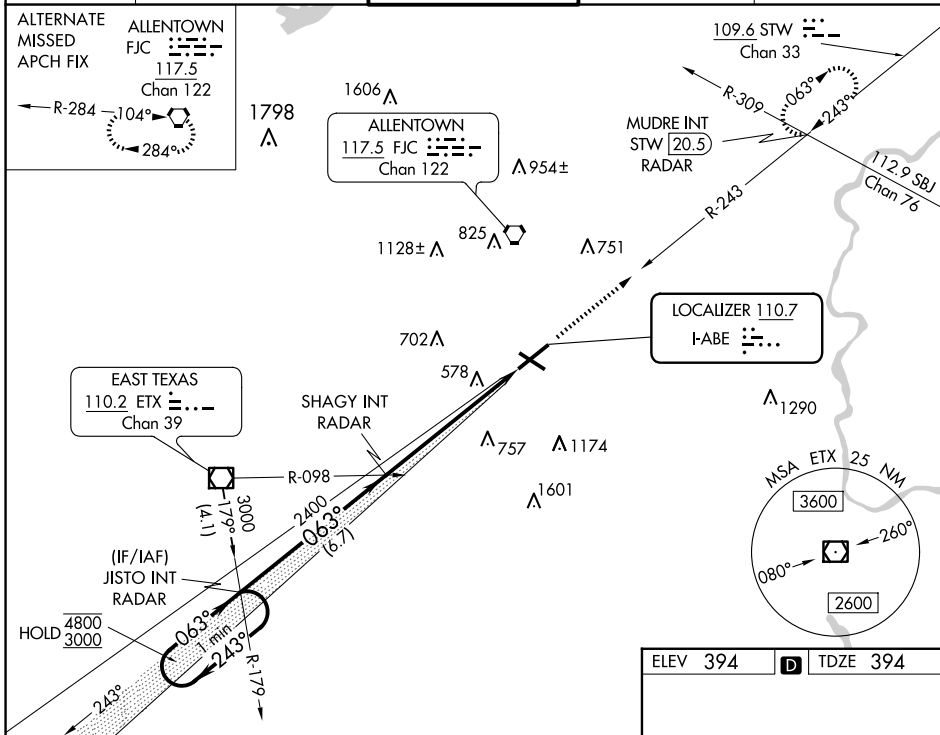 ALTERNATE
MISSED
APCH FIX
ALLENTOWN
FJC
117.5
Chan 122
R-284
104°
284°
1798
1606
ALLENTOWN
117.5 FJC
Chan 122
954±
1128±
825
751
702
578
109.6 STW
Chan 33
R-309
063°
243°
MUDRE INT
STW 20.5
RADAR
112.9 SBJ
Chan 76
R-243
LOCALIZER 110.7
I-ABE
EAST TEXAS
110.2 ETX
Chan 39
SHAGY INT
RADAR
R-098
757
1174
1290
1601
3000
179°
(4.1)
2400
063°
(6.7)
(IF/IAF)
JISTO INT
RADAR
HOLD 4800
3000
063°
1 min
243°
R-179
243°
MSA ETX 25 NM
3600
260°
080°
2600
ELEV 394 D TDZE 394